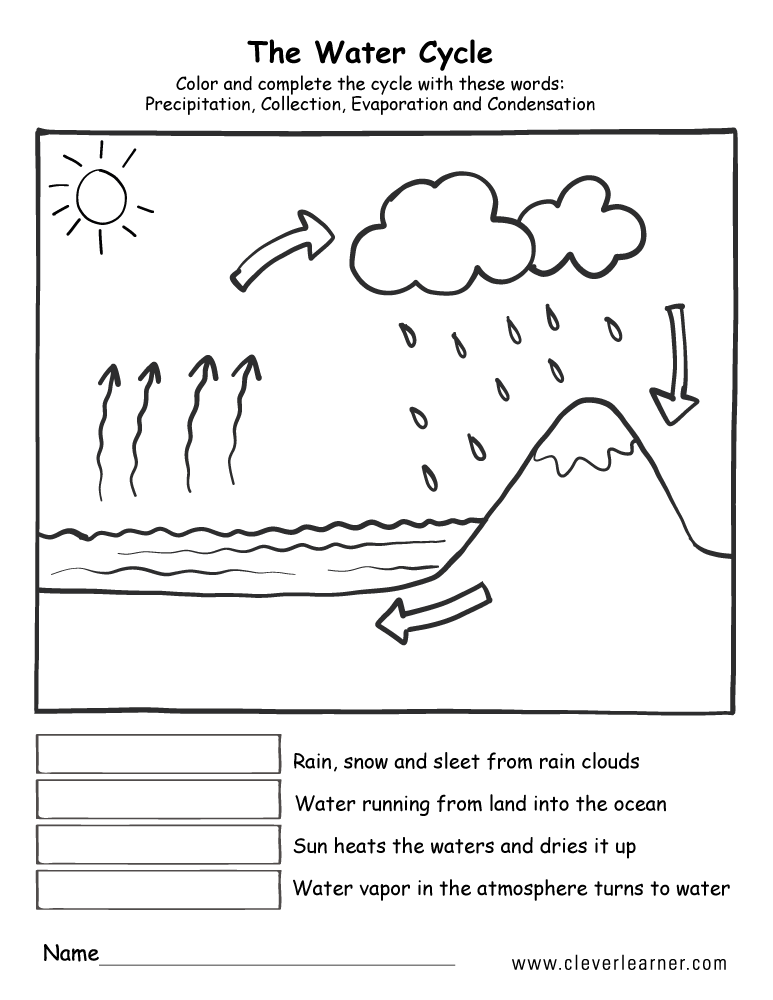 The Water Cycle
Color and complete the cycle with these words:
Precipitation, Collection, Evaporation and Condensation
Rain, snow and sleet from rain clouds
Water running from land into the ocean
Sun heats the waters and dries it up
Water vapor in the atmosphere turns to water
Name
www.cleverlearner.com